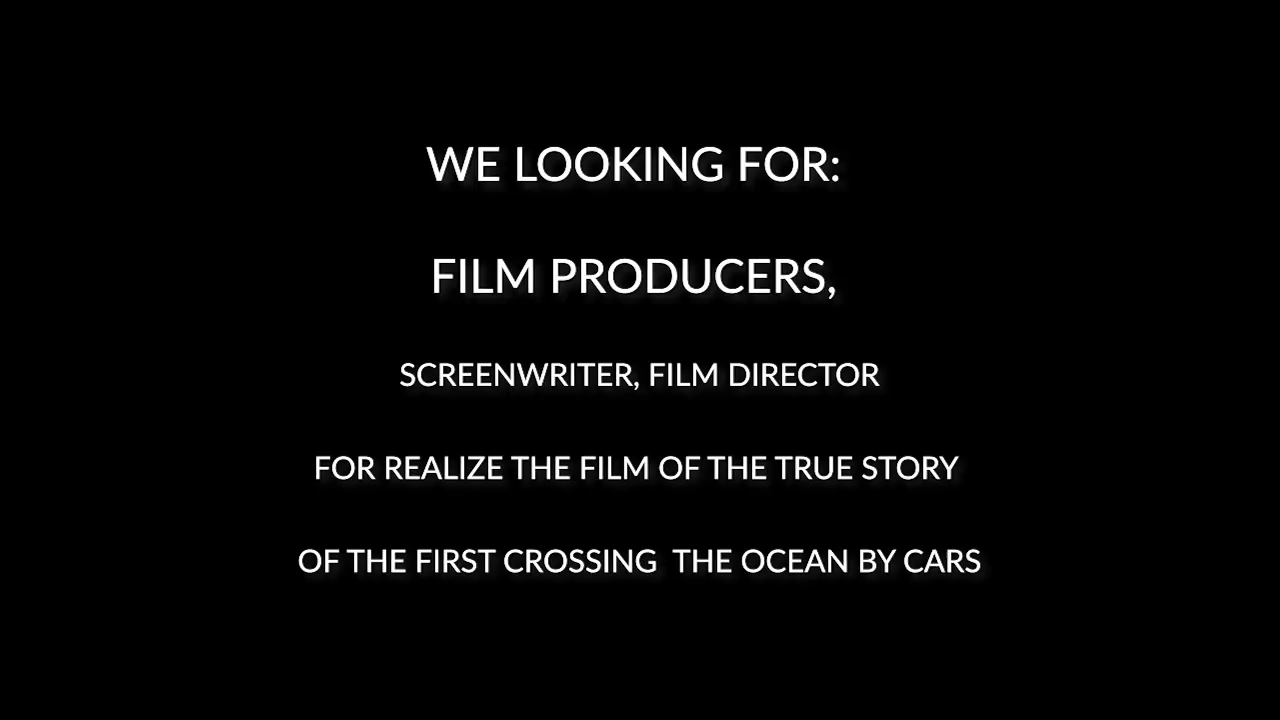 WE LOOKING FOR:
FILM PRODUCERS,
SCREENWRITER, FILM DIRECTOR
FOR REALIZE THE FILM OF THE TRUE STORY
OF THE FIRST CROSSING  THE OCEAN BY CARS